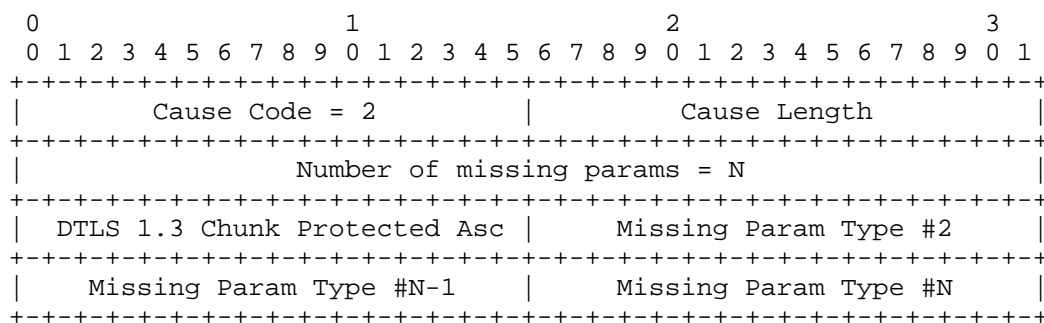 0                   1                   2                   3
 0 1 2 3 4 5 6 7 8 9 0 1 2 3 4 5 6 7 8 9 0 1 2 3 4 5 6 7 8 9 0 1
+-+-+-+-+-+-+-+-+-+-+-+-+-+-+-+-+-+-+-+-+-+-+-+-+-+-+-+-+-+-+-+-+
|        Cause Code = 2         |         Cause Length          |
+-+-+-+-+-+-+-+-+-+-+-+-+-+-+-+-+-+-+-+-+-+-+-+-+-+-+-+-+-+-+-+-+
|                 Number of missing params = N                  |
+-+-+-+-+-+-+-+-+-+-+-+-+-+-+-+-+-+-+-+-+-+-+-+-+-+-+-+-+-+-+-+-+
|  DTLS 1.3 Chunk Protected Asc |     Missing Param Type #2     |
+-+-+-+-+-+-+-+-+-+-+-+-+-+-+-+-+-+-+-+-+-+-+-+-+-+-+-+-+-+-+-+-+
|    Missing Param Type #N-1    |     Missing Param Type #N     |
+-+-+-+-+-+-+-+-+-+-+-+-+-+-+-+-+-+-+-+-+-+-+-+-+-+-+-+-+-+-+-+-+